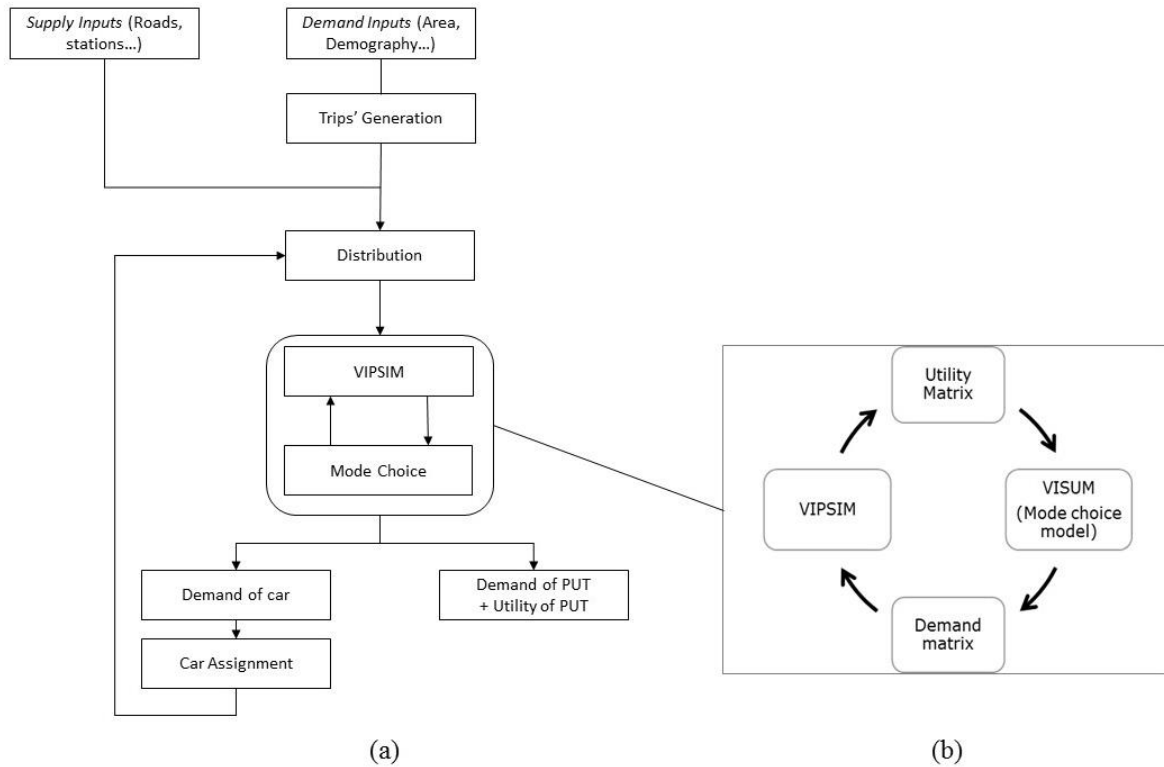 Supply Inputs (Roads,
stations...)
Demand Inputs (Area,
Demography...)
Trips' Generation
Distribution
VIPSIM
Mode Choice
Demand of car
Demand of PUT
+ Utility of PUT
Car Assignment
(a)
Utility
Matrix
VIPSIM
VISUM
(Mode choice
model)
Demand
matrix
(b)